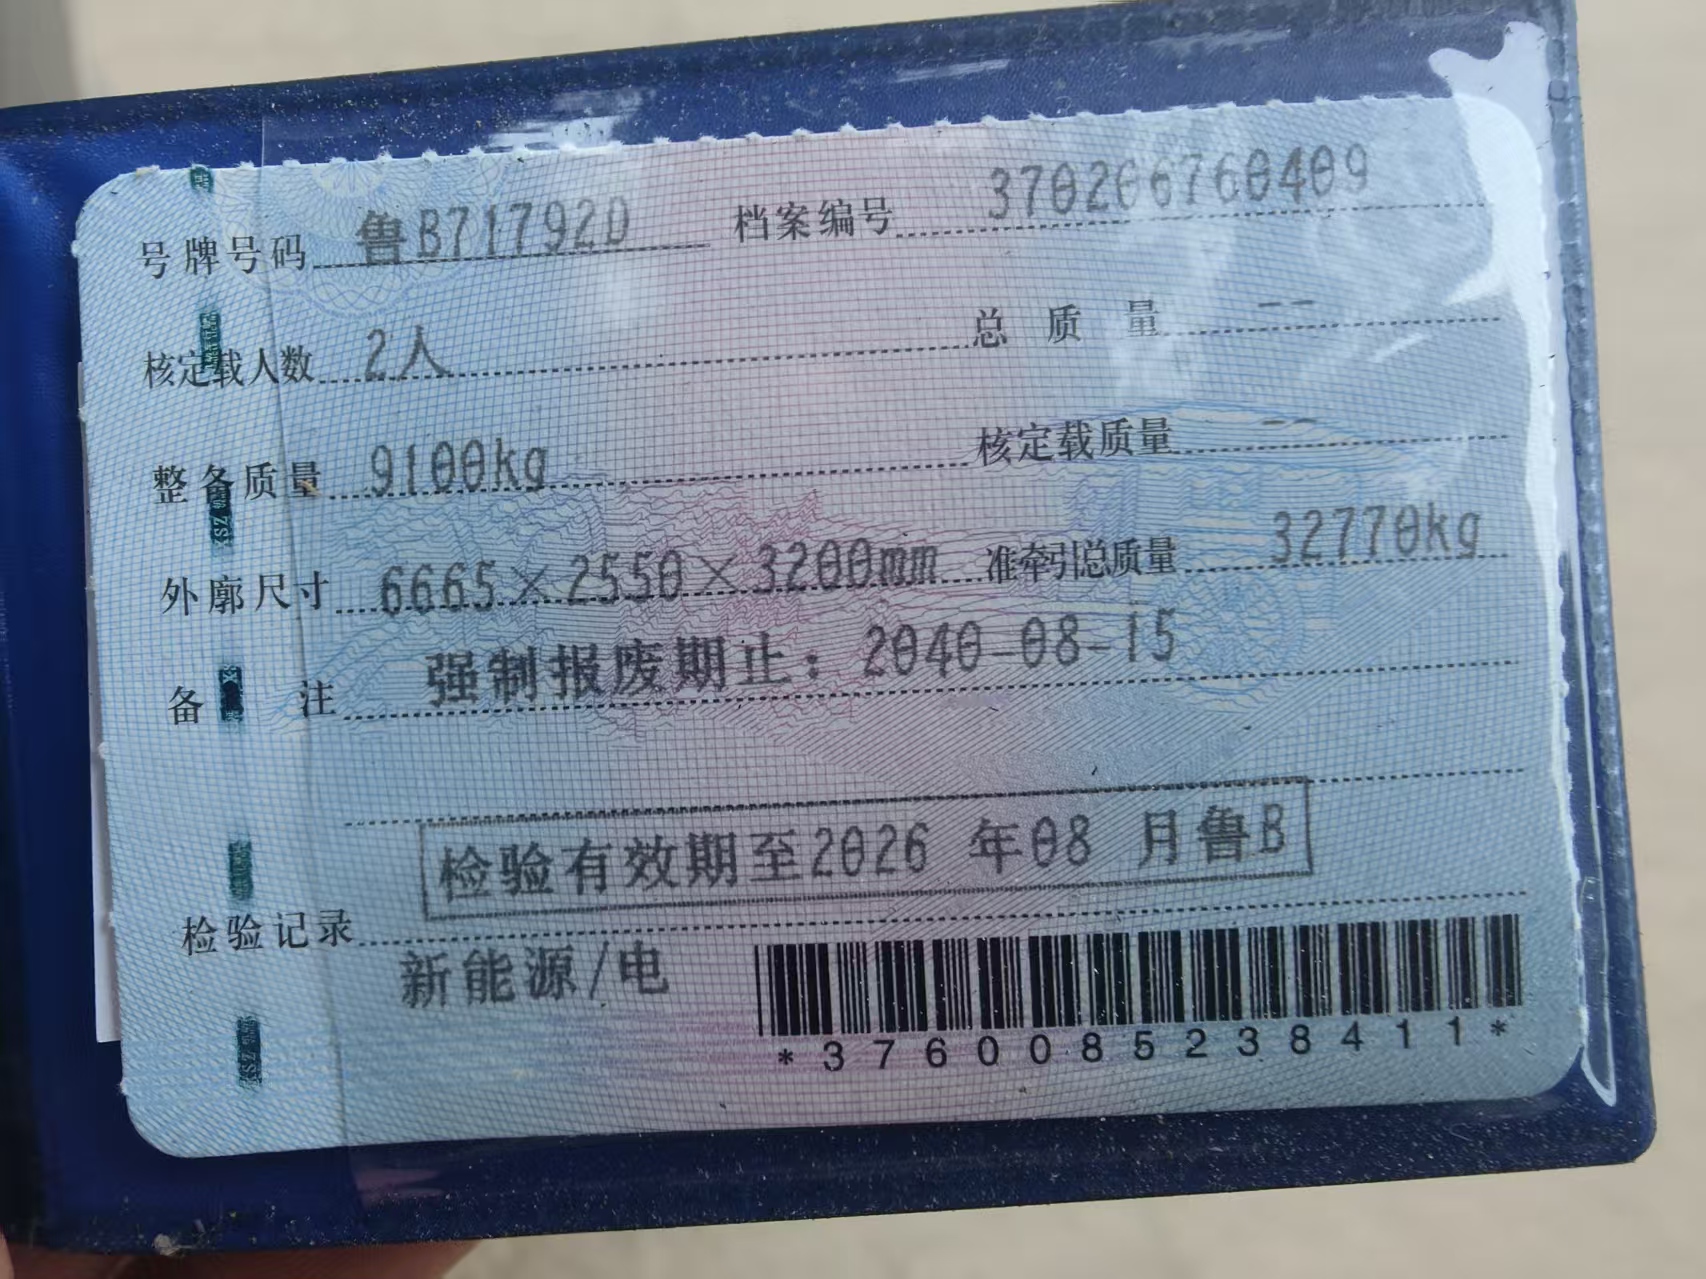 号牌号码 鲁B71792D 档案编号 370266760409
核定载人数 2人 总质量 --
整备质量 9100kg 核定载质量 --
外廓尺寸 6665×2550×3200mm 准牵引总质量 32770kg
备注 强制报废期止：2040-08-15
检验有效期至2026 年08 月鲁B
检验记录
新能源/电
*3760085238411*